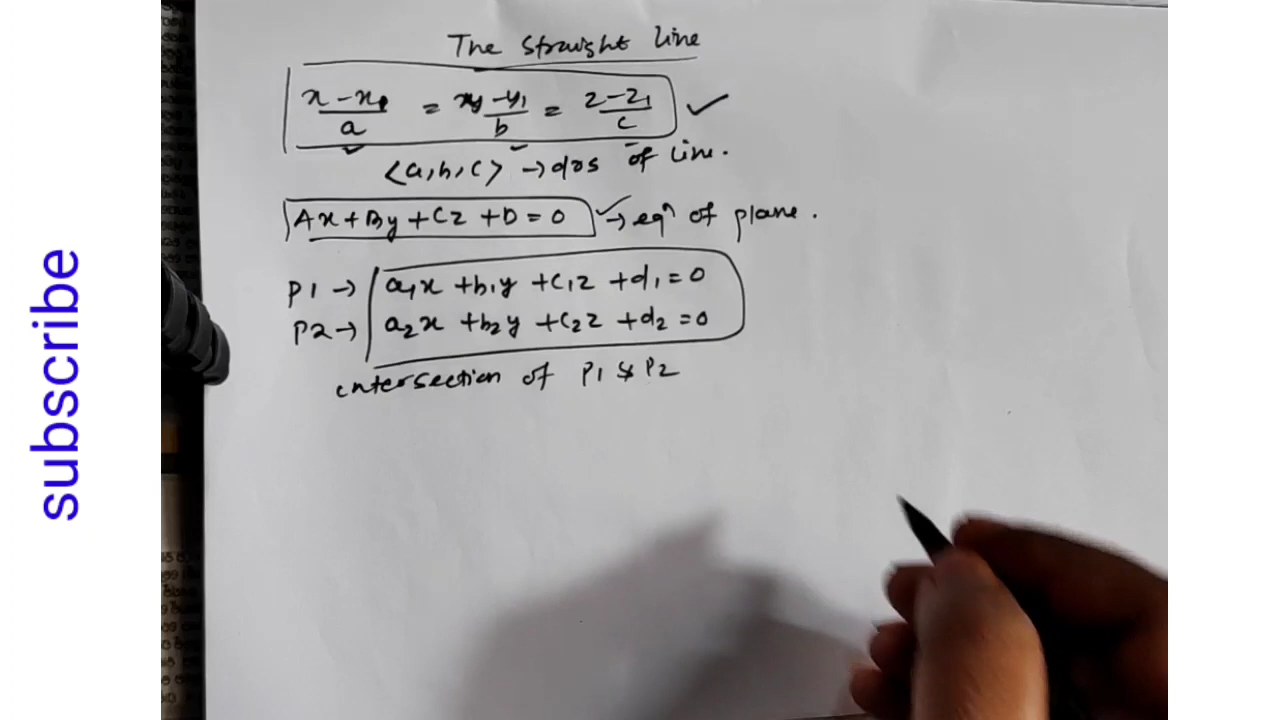 The straight line
x-x1/a = y-y1/b = z-z1/c ✓
<a,b,c> → drs of line.
Ax+By+Cz+D=0 → eqn of plane.
P1 → a1x+b1y+c1z+d1=0
P2 → a2x+b2y+c2z+d2=0
intersection of P1 & P2
subscribe